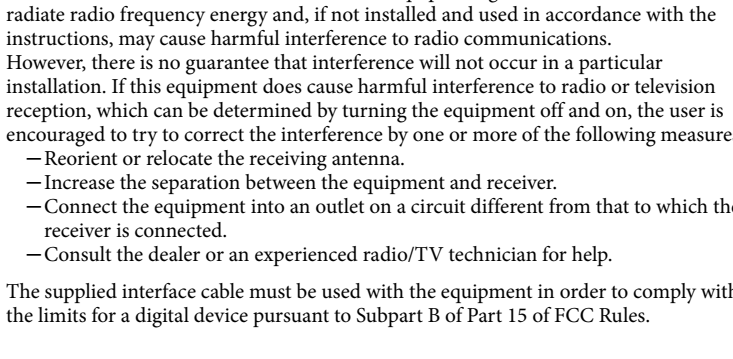 radiate radio frequency energy and, if not installed and used in accordance with the
instructions, may cause harmful interference to radio communications.
However, there is no guarantee that interference will not occur in a particular
installation. If this equipment does cause harmful interference to radio or television
reception, which can be determined by turning the equipment off and on, the user is
encouraged to try to correct the interference by one or more of the following measure
—Reorient or relocate the receiving antenna.
—Increase the separation between the equipment and receiver.
—Connect the equipment into an outlet on a circuit different from that to which the
receiver is connected.
—Consult the dealer or an experienced radio/TV technician for help.
The supplied interface cable must be used with the equipment in order to comply with
the limits for a digital device pursuant to Subpart B of Part 15 of FCC Rules.